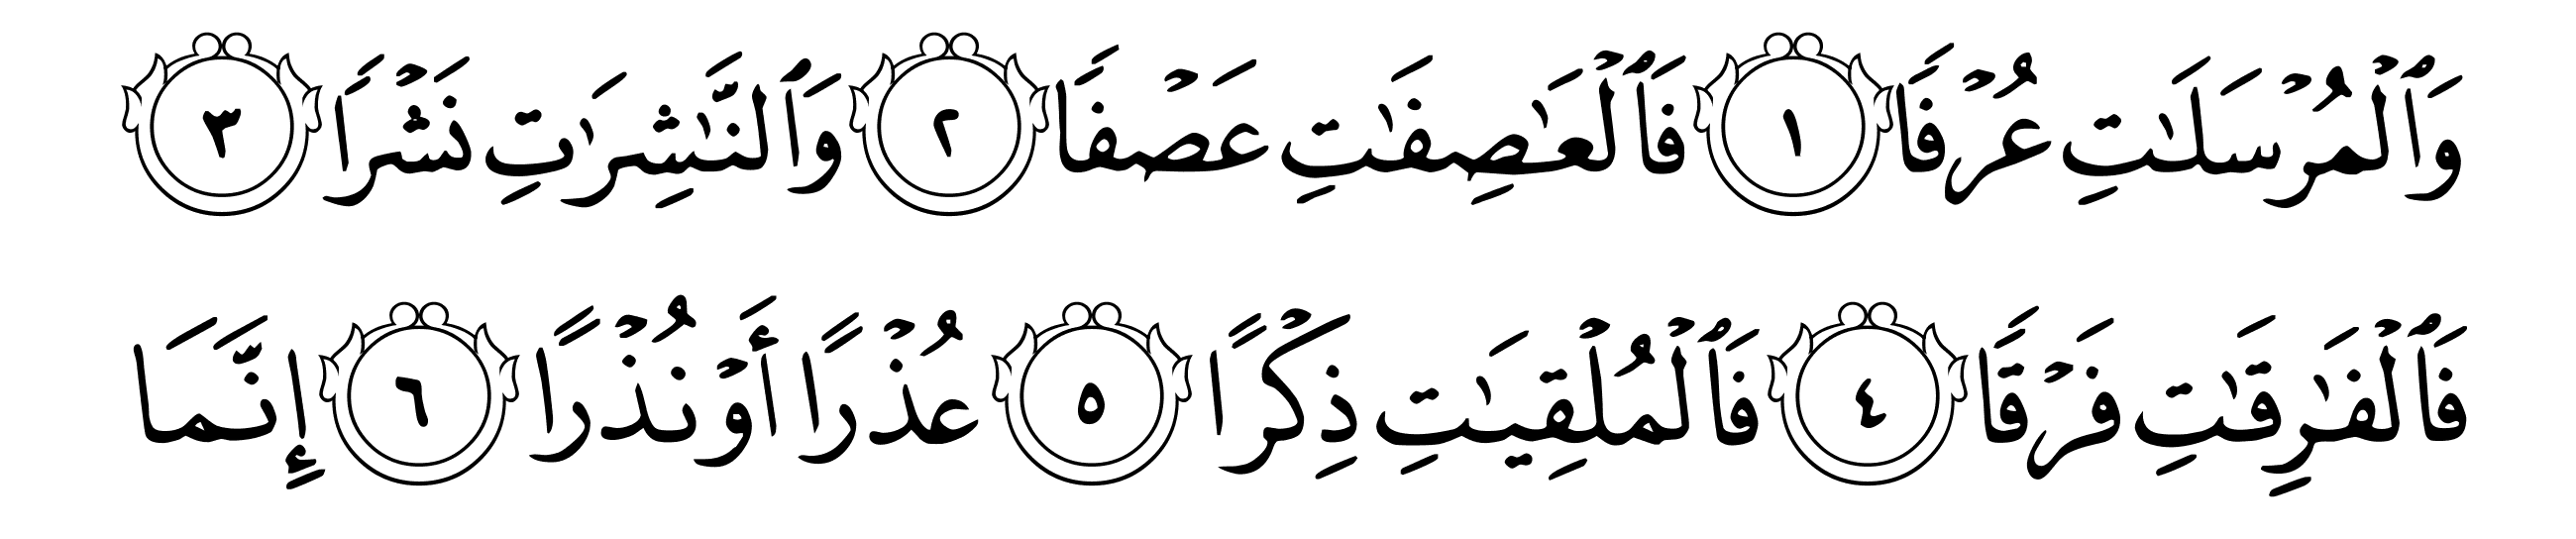 وَٱلْمُرْسَلَـٰتِ عُرْفًا ١ فَٱلْعَـٰصِفَـٰتِ عَصْفًا ٢ وَٱلنَّـٰشِرَٰتِ نَشْرًا ٣
فَٱلْفَـٰرِقَـٰتِ فَرْقًا ٤ فَٱلْمُلْقِيَـٰتِ ذِكْرًا ٥ عُذْرًا أَوْ نُذْرًا ٦ إِنَّمَا